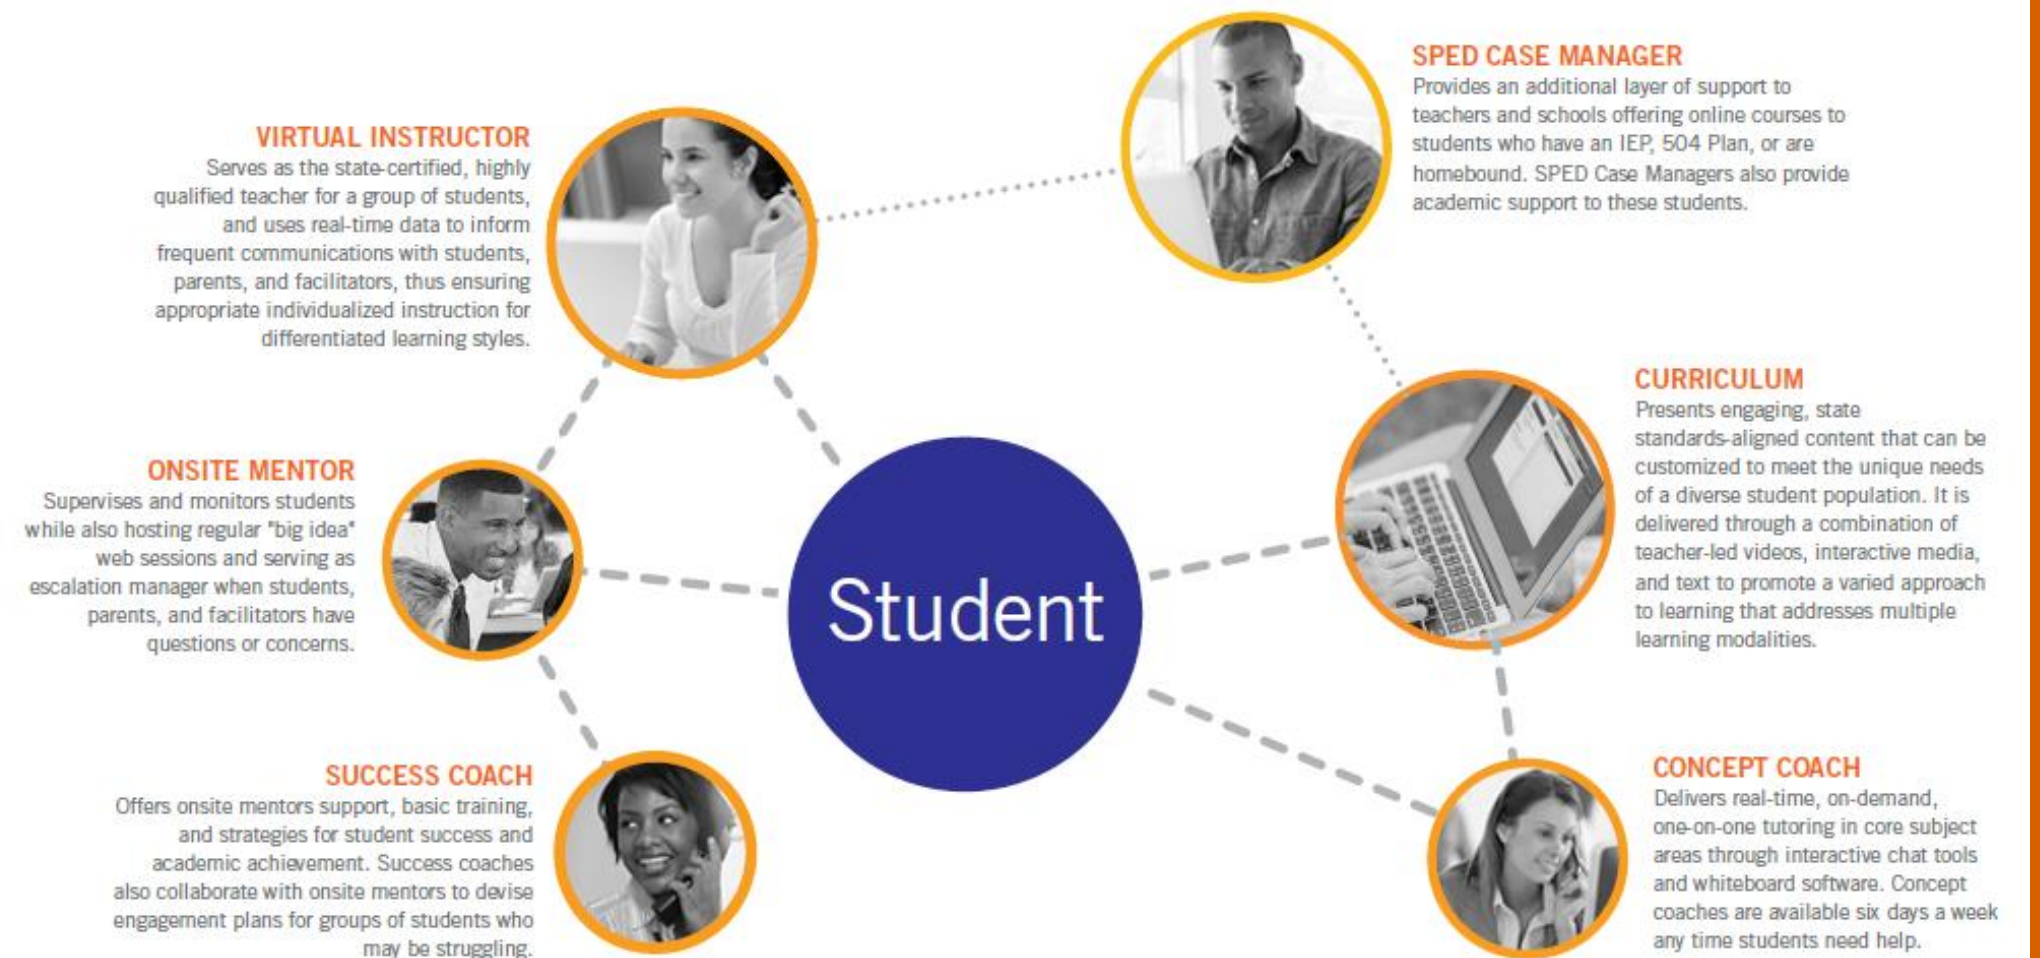 VIRTUAL INSTRUCTOR
Serves as the state-certified, highly
qualified teacher for a group of students,
and uses real-time data to inform
frequent communications with students,
parents, and facilitators, thus ensuring
appropriate individualized instruction for
differentiated learning styles.
SPED CASE MANAGER
Provides an additional layer of support to
teachers and schools offering online courses to
students who have an IEP, 504 Plan, or are
homebound. SPED Case Managers also provide
academic support to these students.
ONSITE MENTOR
Supervises and monitors students
while also hosting regular "big idea"
web sessions and serving as
escalation manager when students,
parents, and facilitators have
questions or concerns.
Student
CURRICULUM
Presents engaging, state
standards-aligned content that can be
customized to meet the unique needs
of a diverse student population. It is
delivered through a combination of
teacher-led videos, interactive media,
and text to promote a varied approach
to learning that addresses multiple
learning modalities.
SUCCESS COACH
Offers onsite mentors support, basic training,
and strategies for student success and
academic achievement. Success coaches
also collaborate with onsite mentors to devise
engagement plans for groups of students who
may be struggling.
CONCEPT COACH
Delivers real-time, on-demand,
one-on-one tutoring in core subject
areas through interactive chat tools
and whiteboard software. Concept
coaches are available six days a week
any time students need help.